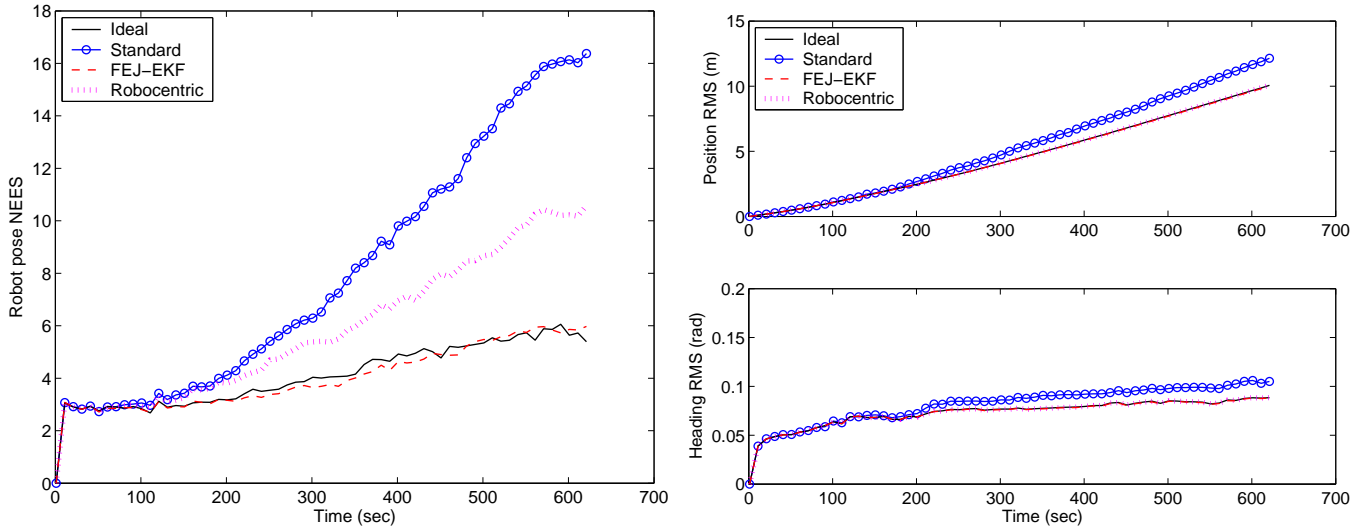 Robot pose NEES
18
16
14
12
10
8
6
4
2
0
Ideal
Standard
FEJ−EKF
Robocentric
0 100 200 300 400 500 600 700
Time (sec)
Position RMS (m)
15
10
5
0
Ideal
Standard
FEJ−EKF
Robocentric
0 100 200 300 400 500 600 700
Heading RMS (rad)
0.2
0.15
0.1
0.05
0
0 100 200 300 400 500 600 700
Time (sec)